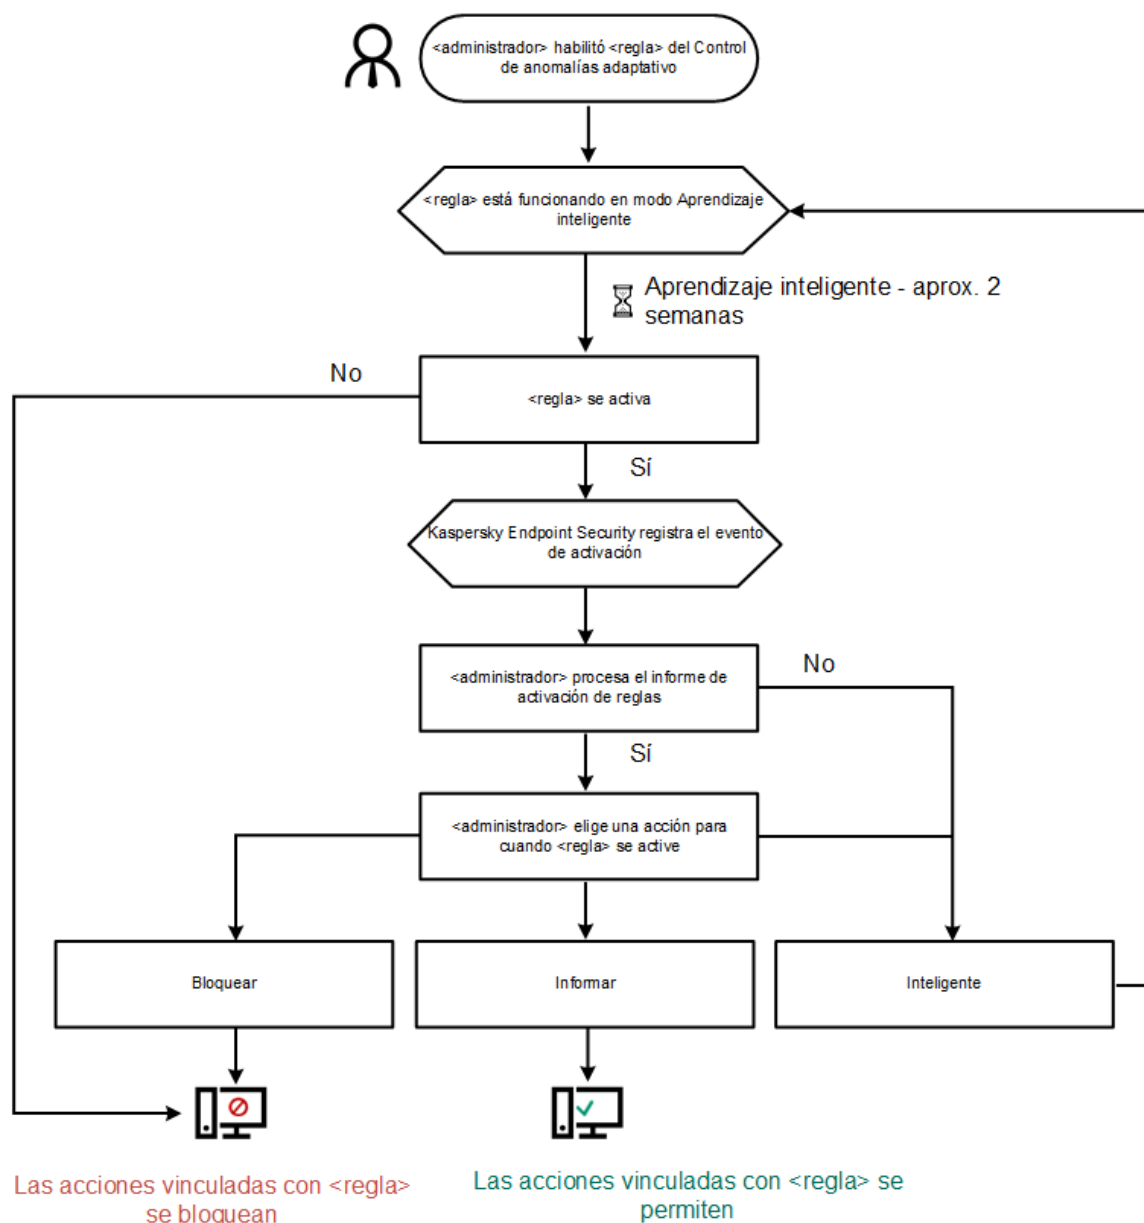 <administrador> habilitó <regla> del Control
de anomalías adaptativo
<regla> está funcionando en modo Aprendizaje
inteligente
Aprendizaje inteligente - aprox. 2
semanas
No
<regla> se activa
Sí
Kaspersky Endpoint Security registra el evento
de activación
<administrador> procesa el informe de
activación de reglas
No
Sí
<administrador> elige una acción para
cuando <regla> se active
Bloquear
Informar
Inteligente
Las acciones vinculadas con <regla>
se bloquean
Las acciones vinculadas con <regla> se
permiten